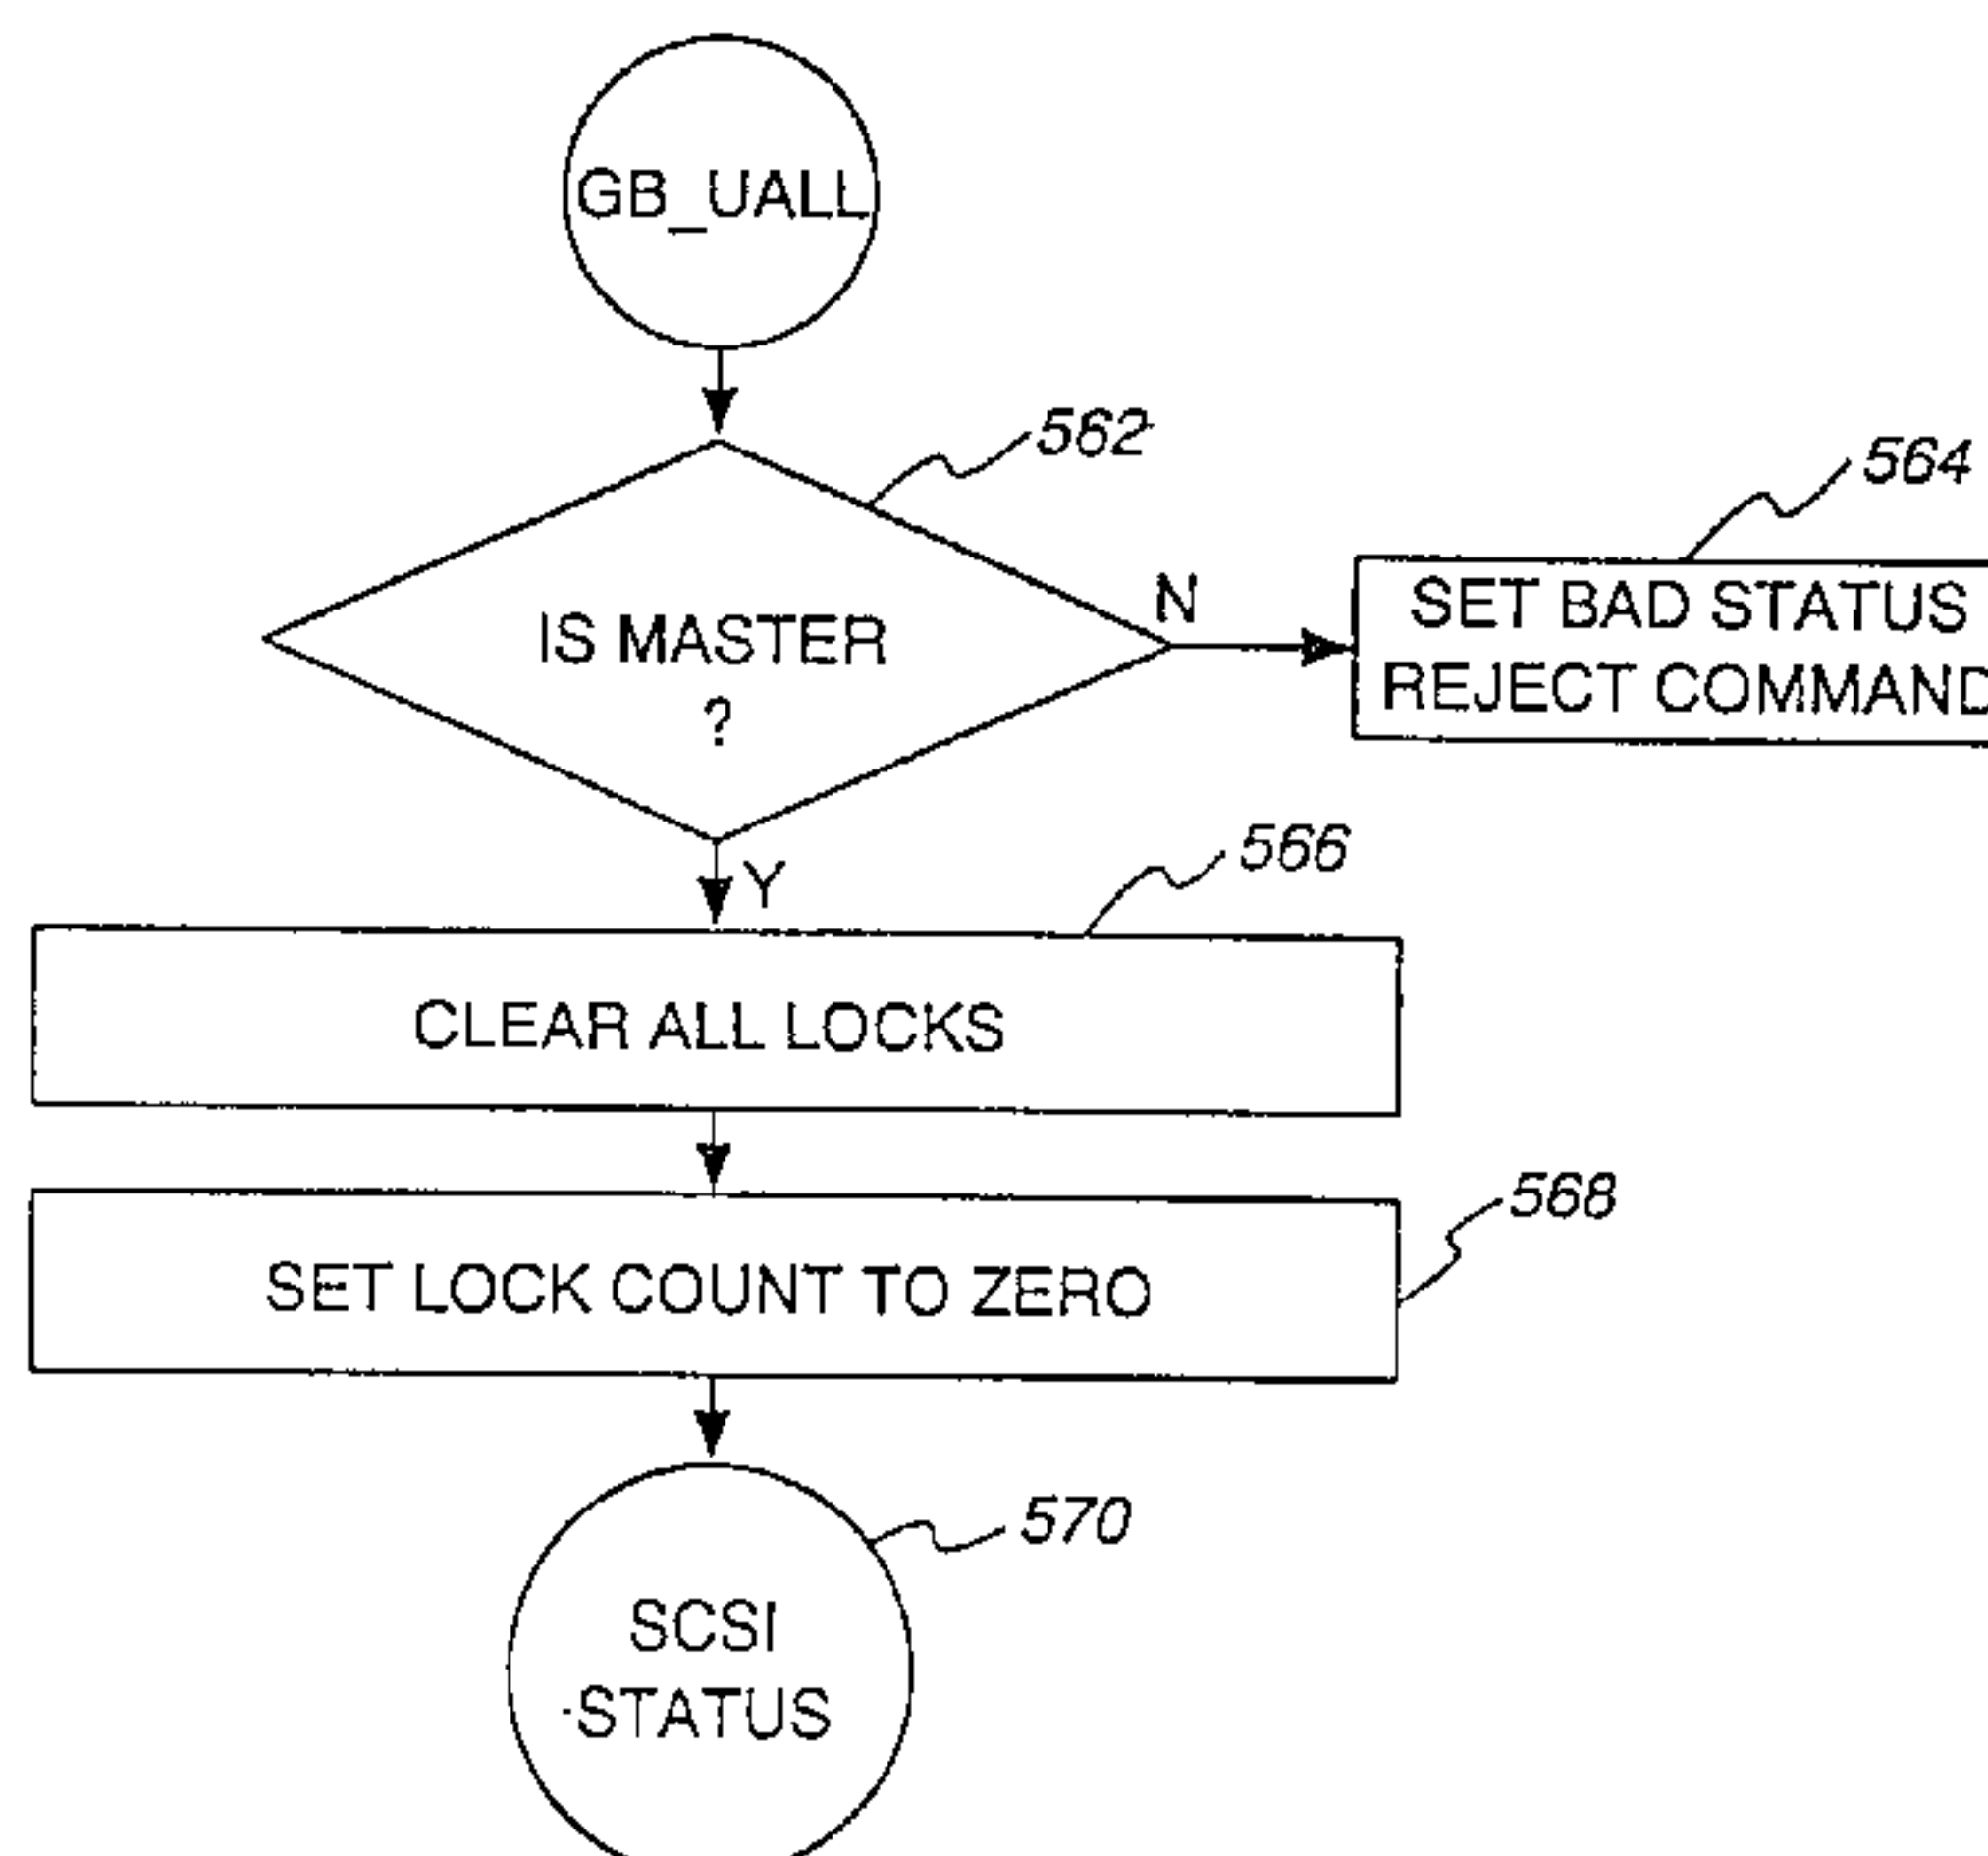 GB_UALL
562
564
IS MASTER
?
N
SET BAD STATUS
REJECT COMMAND
Y
566
CLEAR ALL LOCKS
568
SET LOCK COUNT TO ZERO
570
SCSI
-STATUS